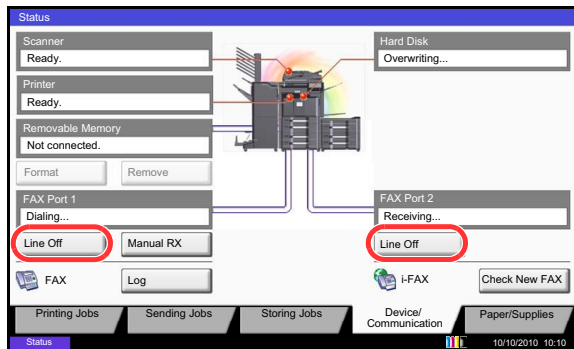 Status
Scanner
Ready.
Hard Disk
Overwriting...
Printer
Ready.
Removable Memory
Not connected.
Format
Remove
FAX Port 1
Dialing...
FAX Port 2
Receiving...
Line Off
Manual RX
Line Off
FAX
Log
i-FAX
Check New FAX
Printing Jobs
Sending Jobs
Storing Jobs
Device/
Communication
Paper/Supplies
Status
10/10/2010 10:10